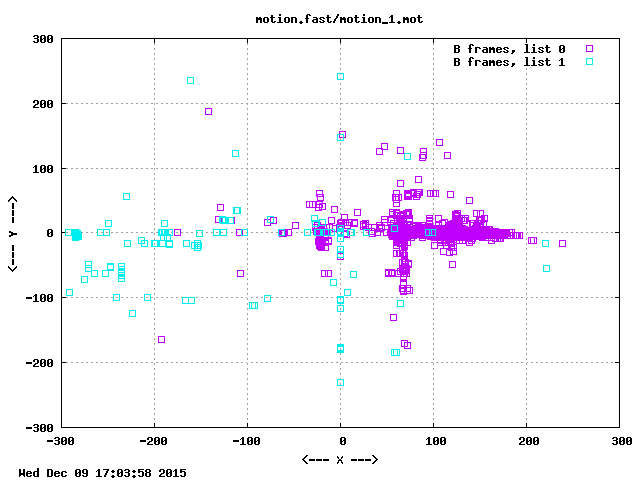 motion.fast/motion_1.mot
B frames, list 0
B frames, list 1
300
200
100
0
-100
-200
-300
-300 -200 -100 0 100 200 300
<--- Y --->
<--- X --->
Wed Dec 09 17:03:58 2015